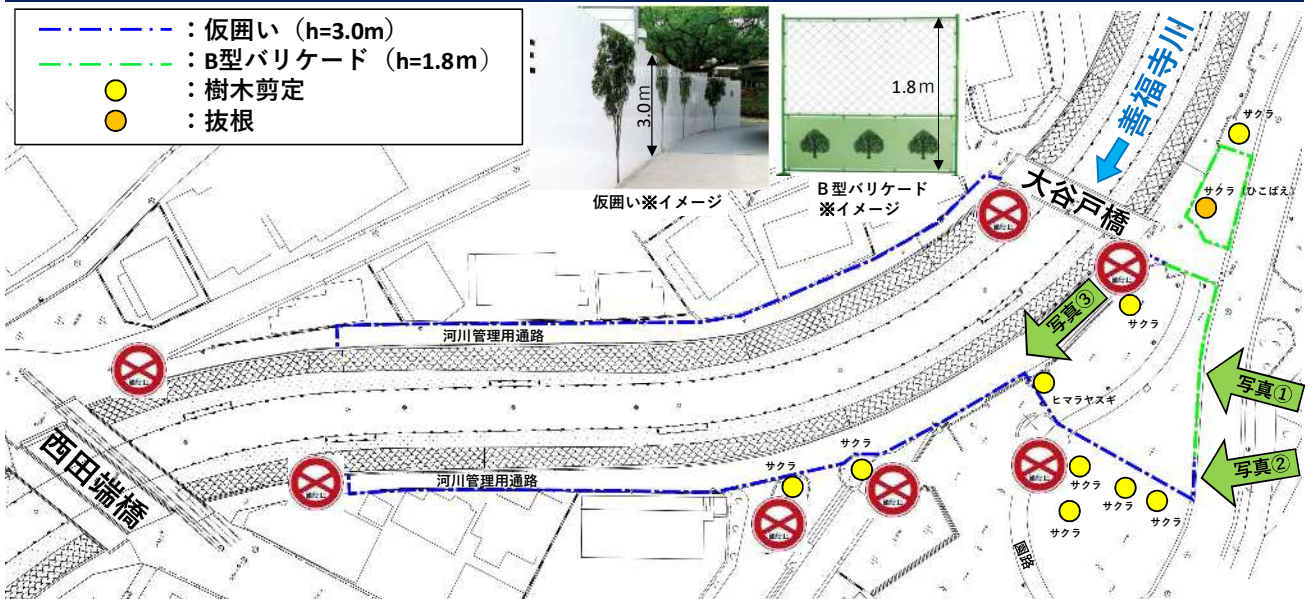 ：仮囲い（h=3.0m）
：B型バリケード（h=1.8ｍ）
：樹木剪定
：抜根
3.0ｍ
1.8ｍ
仮囲い※イメージ
Ｂ型バリケード
※イメージ
善福寺川
大谷戸橋
サクラ
サクラ（ひこばえ）
写真③
サクラ
河川管理用通路
写真①
ヒマラヤスギ
写真②
サクラ
サクラ
サクラ
サクラ
サクラ
サクラ
河川管理用通路
西田端橋
園路